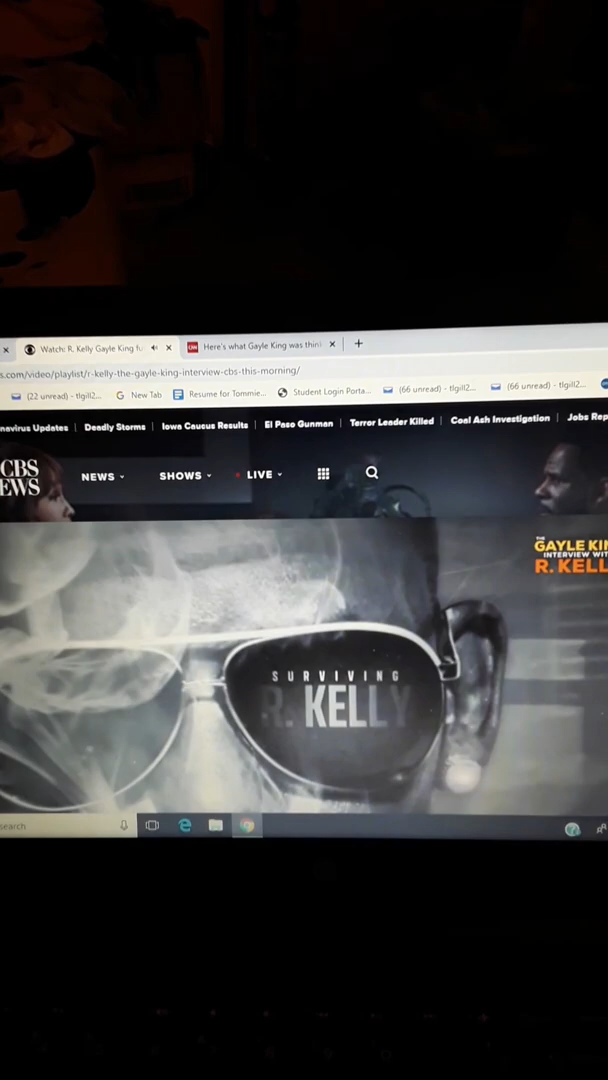 Watch: R. Kelly Gayle King fu
Here's what Gayle King was thin
s.com/video/playlist/r-kelly-the-gayle-king-interview-cbs-this-morning/
(22 unread) - tlgill2...
New Tab
Resume for Tommie...
Student Login Porta...
(66 unread) - tlgill2...
(66 unread) - tlgill2...
navirus Updates | Deadly Storms | Iowa Caucus Results | El Paso Gunman | Terror Leader Killed | Coal Ash Investigation | Jobs Rep
CBS
EWS
NEWS
SHOWS
LIVE
THE
GAYLE KIN
INTERVIEW WIT
R. KELL
SURVIVING
R. KELLY
search